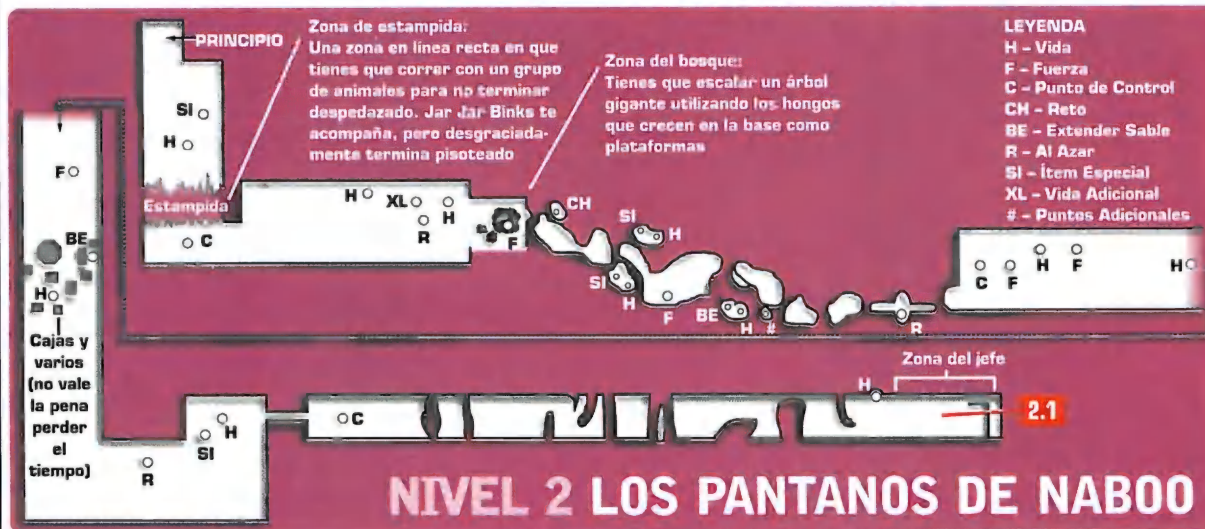 PRINCIPIO
Zona de estampida:
Una zona en línea recta en que
tienes que correr con un grupo
de animales para no terminar
despedazado. Jar Jar Binks te
acompaña, pero desgraciada-
mente termina pisoteado
Zona del bosque:
Tienes que escalar un árbol
gigante utilizando los hongos
que crecen en la base como
plataformas
LEYENDA
H – Vida
F – Fuerza
C – Punto de Control
CH – Reto
BE – Extender Sable
R – Al Azar
SI – Ítem Especial
XL – Vida Adicional
# – Puntos Adicionales
SI
H
Estampida
C
H
XL
R
H
F
CH
SI
H
SI
H
F
BE
H
#
R
C
F
H
F
H
F
BE
H
Cajas y
varios
(no vale
la pena
perder
el
tiempo)
R
SI
H
C
H
Zona del jefe
2.1
NIVEL 2 LOS PANTANOS DE NABOO